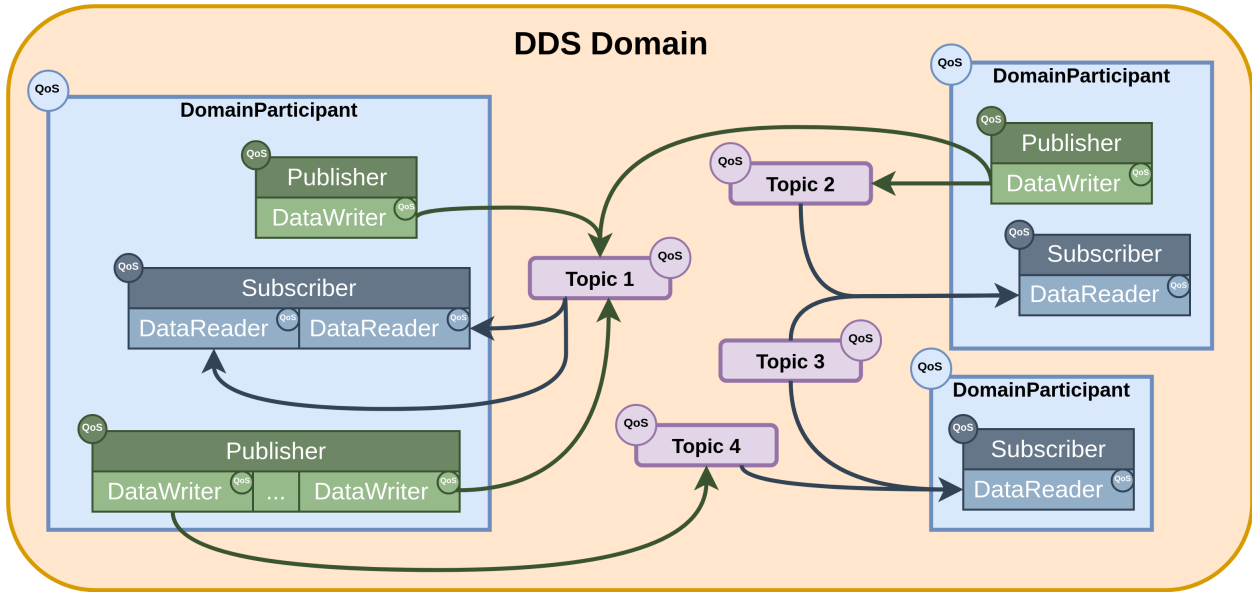 DDS Domain
QoS
DomainParticipant
QoS
Publisher
DataWriter
QoS
QoS
Subscriber
DataReader
QoS
DataReader
QoS
QoS
Publisher
DataWriter
QoS
...
DataWriter
QoS
Topic 1
QoS
QoS
Topic 2
Topic 3
QoS
QoS
Topic 4
QoS
DomainParticipant
QoS
Publisher
DataWriter
QoS
QoS
Subscriber
DataReader
QoS
QoS
DomainParticipant
QoS
Subscriber
DataReader
QoS